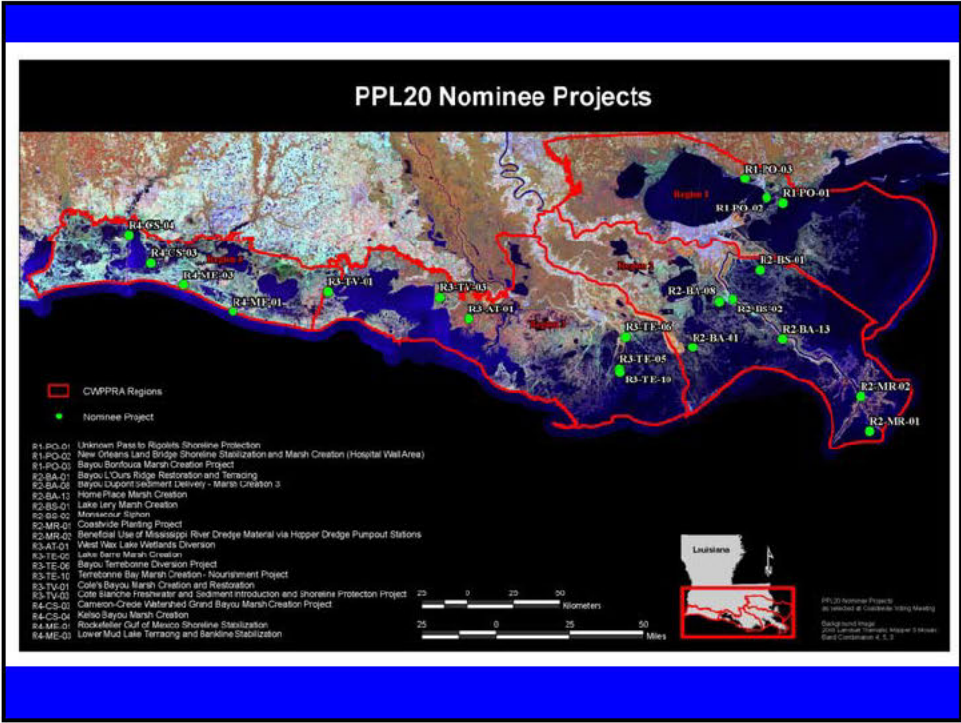 PPL20 Nominee Projects
R1-PO-03
R1-PO-01
R1-PO-02
Region 1
R4-CS-04
R4-CS-03
Region 4
R4-ME-03
R4-ME-01
R3-TV-01
R3-TV-03
R3-AT-01
Region 2
Region 3
R2-BS-01
R2-BA-08
R2-BS-02
R2-BA-13
R3-TE-06
R2-BA-01
R3-TE-05
R3-TE-10
R2-MR-02
R2-MR-01
CWPPRA Regions
Nominee Project
R1-PO-01 Unknown Pass to Rigolets Shoreline Protection
R1-PO-02 New Orleans Land Bridge Shoreline Stabilization and Marsh Creation (Hospital Wall Area)
R1-PO-03 Bayou Bonfouca Marsh Creation Project
R2-BA-01 Bayou L'Ours Ridge Restoration and Terracing
R2-BA-08 Bayou Dupont Sediment Delivery - Marsh Creation 3
R2-BA-13 Home Place Marsh Creation
R2-BS-01 Lake Lery Marsh Creation
R2-BS-02 Monsecour Siphon
R2-MR-01 Coastwide Planting Project
R2-MR-02 Beneficial Use of Mississippi River Dredge Material via Hopper Dredge Pumpout Stations
R3-AT-01 West Wax Lake Wetlands Diversion
R3-TE-05 Lake Barre Marsh Creation
R3-TE-06 Bayou Terrebonne Diversion Project
R3-TE-10 Terrebonne Bay Marsh Creation - Nourishment Project
R3-TV-01 Cole's Bayou Marsh Creation and Restoration
R3-TV-03 Cote Blanche Freshwater and Sediment Introduction and Shoreline Protection Project
R4-CS-03 Cameron-Creole Watershed Grand Bayou Marsh Creation Project
R4-CS-04 Kelso Bayou Marsh Creation
R4-ME-01 Rockefeller Gulf of Mexico Shoreline Stabilization
R4-ME-03 Lower Mud Lake Terracing and Bankline Stabilization
25 0 25 50
Kilometers
25 0 25 50
Miles
Louisiana
PPL20 Nominee Projects
as selected at Coastwide Voting Meeting
Background Image:
Landsat Thematic Mapper 5 Mosaic
Band Combination 4, 5, 3